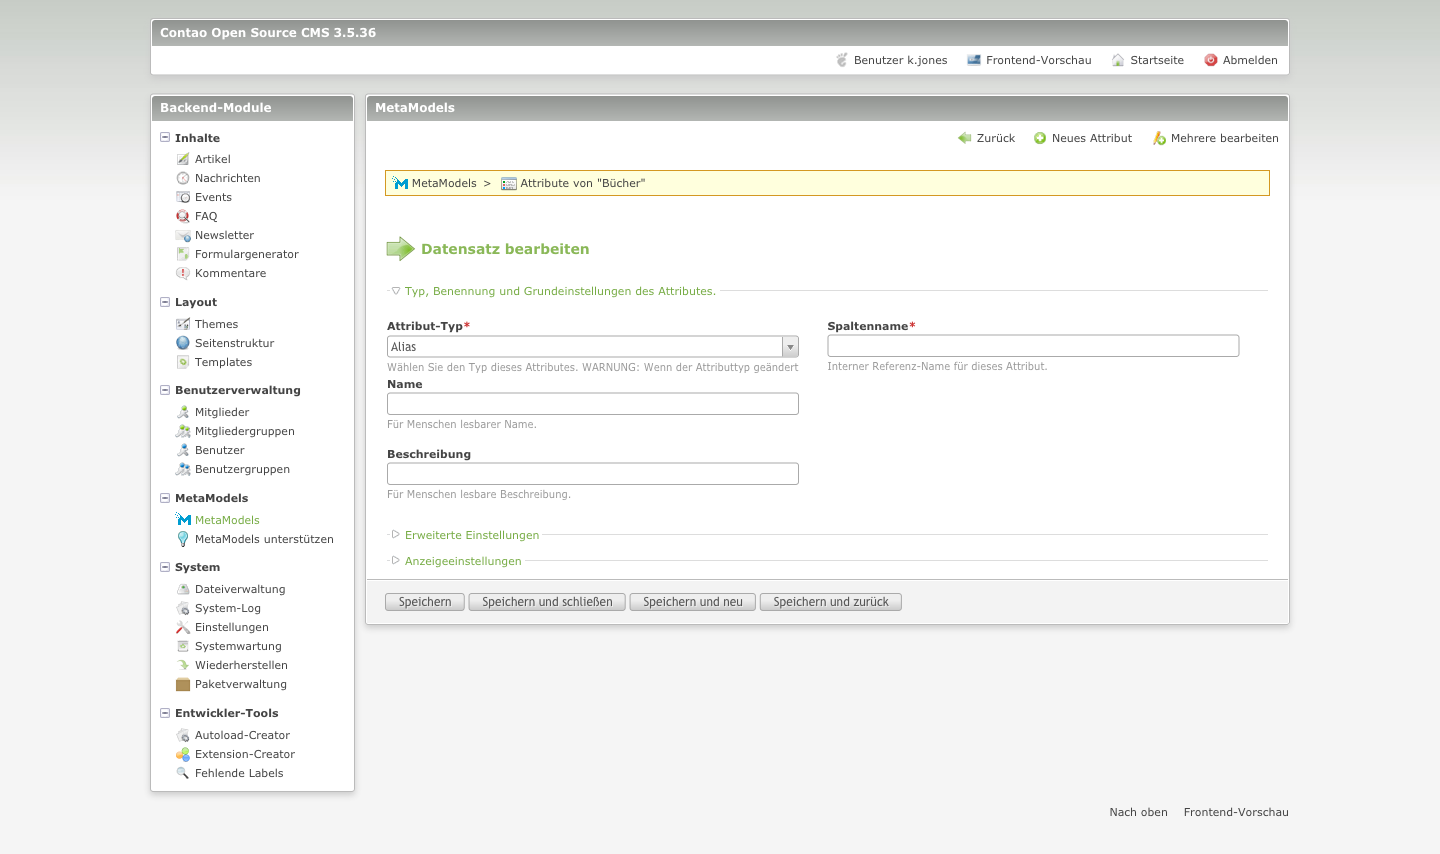 Contao Open Source CMS 3.5.36
Benutzer k.jones Frontend-Vorschau Startseite Abmelden
Backend-Module
Inhalte
Artikel
Nachrichten
Events
FAQ
Newsletter
Formulargenerator
Kommentare
Layout
Themes
Seitenstruktur
Templates
Benutzerverwaltung
Mitglieder
Mitgliedergruppen
Benutzer
Benutzergruppen
MetaModels
MetaModels
MetaModels unterstützen
System
Dateiverwaltung
System-Log
Einstellungen
Systemwartung
Wiederherstellen
Paketverwaltung
Entwickler-Tools
Autoload-Creator
Extension-Creator
Fehlende Labels
MetaModels
Zurück Neues Attribut Mehrere bearbeiten
MetaModels > Attribute von "Bücher"
Datensatz bearbeiten
Typ, Benennung und Grundeinstellungen des Attributes.
Attribut-Typ*
Alias
Wählen Sie den Typ dieses Attributes. WARNUNG: Wenn der Attributtyp geändert
Spaltenname*
Interner Referenz-Name für dieses Attribut.
Name
Für Menschen lesbarer Name.
Beschreibung
Für Menschen lesbare Beschreibung.
Erweiterte Einstellungen
Anzeigeeinstellungen
Speichern Speichern und schließen Speichern und neu Speichern und zurück
Nach oben Frontend-Vorschau